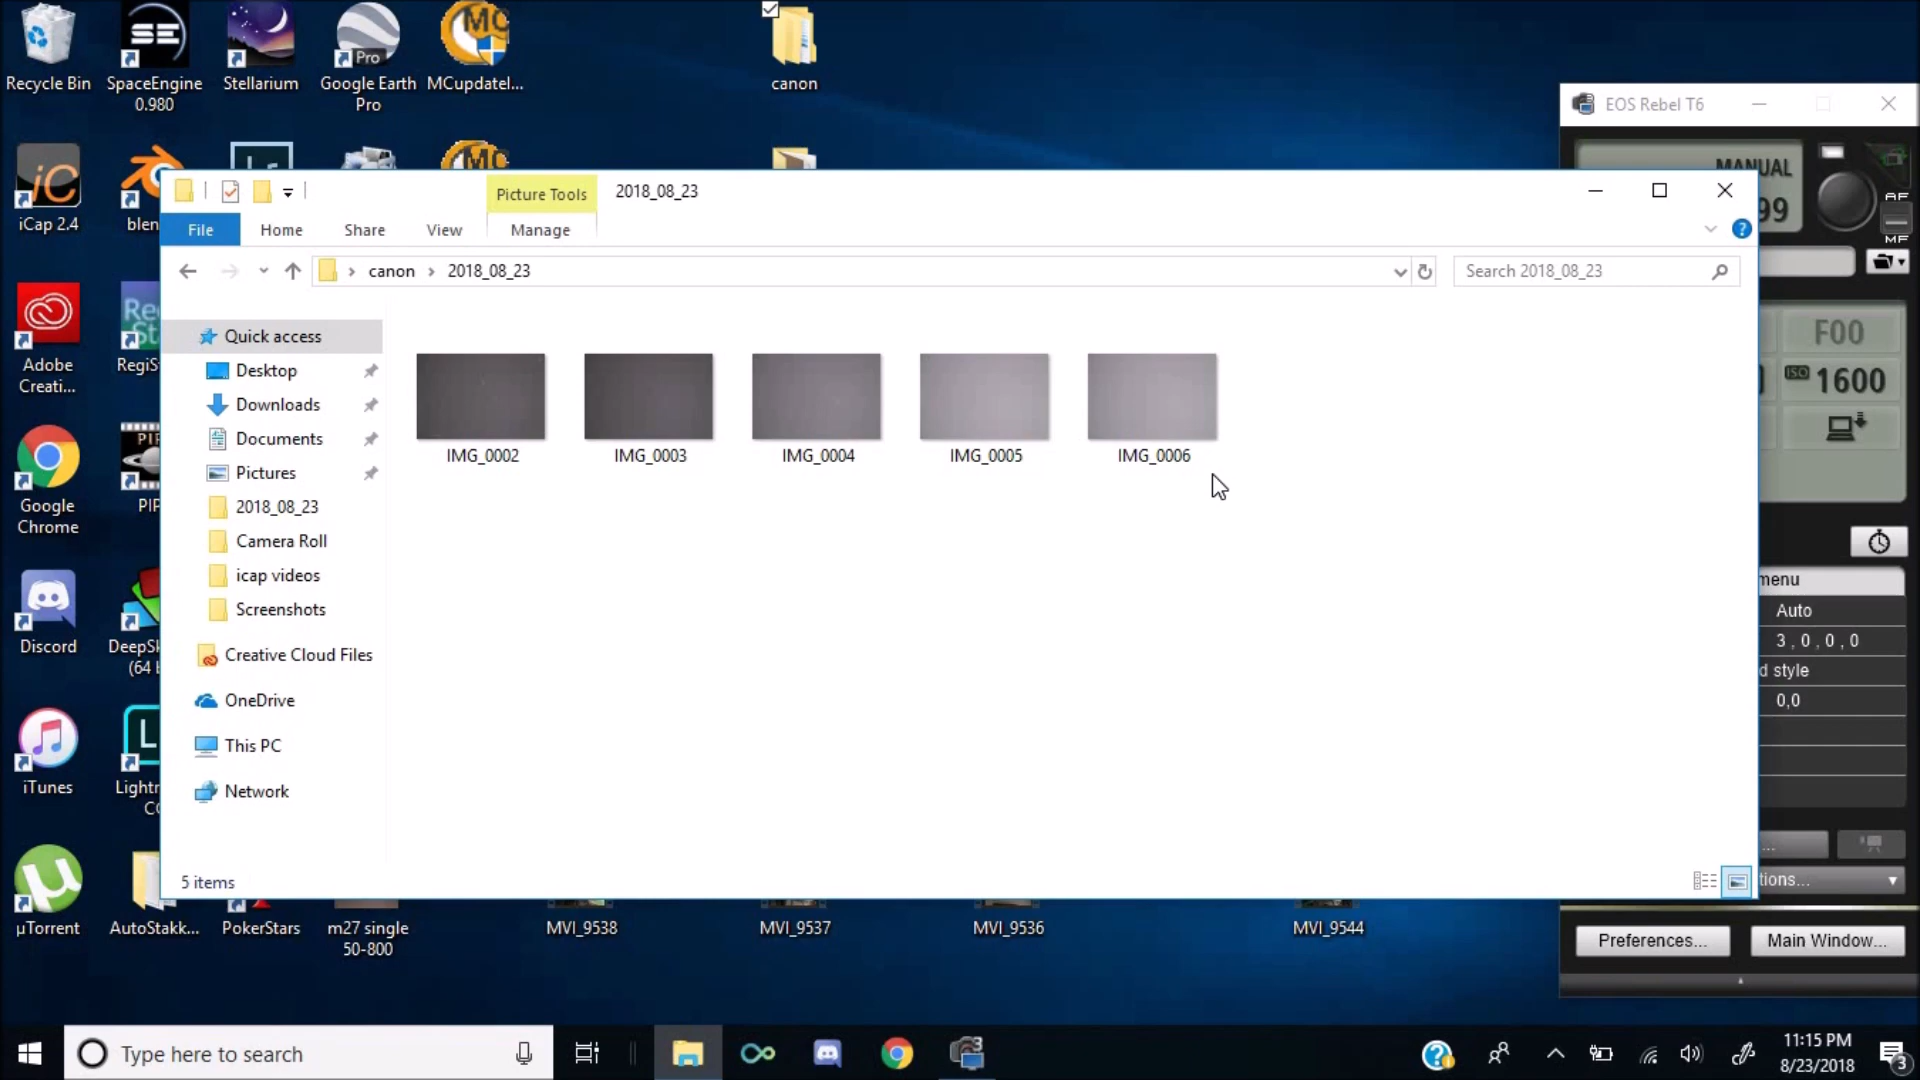 Recycle Bin
SpaceEngine
0.980
Stellarium
Google Earth
Pro
MCupdatel...
canon
EOS Rebel T6
MANUAL
99
AF
MF
iCap 2.4
blen
Picture Tools
2018_08_23
File
Home
Share
View
Manage
canon
2018_08_23
Search 2018_08_23
Quick access
Desktop
Downloads
Documents
Pictures
2018_08_23
Camera Roll
icap videos
Screenshots
Creative Cloud Files
OneDrive
This PC
Network
IMG_0002
IMG_0003
IMG_0004
IMG_0005
IMG_0006
5 items
F00
ISO 1600
menu
Auto
3 , 0 , 0 , 0
d style
0,0
tions...
Preferences...
Main Window...
Adobe
Creati...
RegiS
Google
Chrome
PIP
Discord
DeepSk
(64 b
iTunes
Lightr
CC
µTorrent
AutoStakk...
PokerStars
m27 single
50-800
MVI_9538
MVI_9537
MVI_9536
MVI_9544
Type here to search
11:15 PM
8/23/2018
3